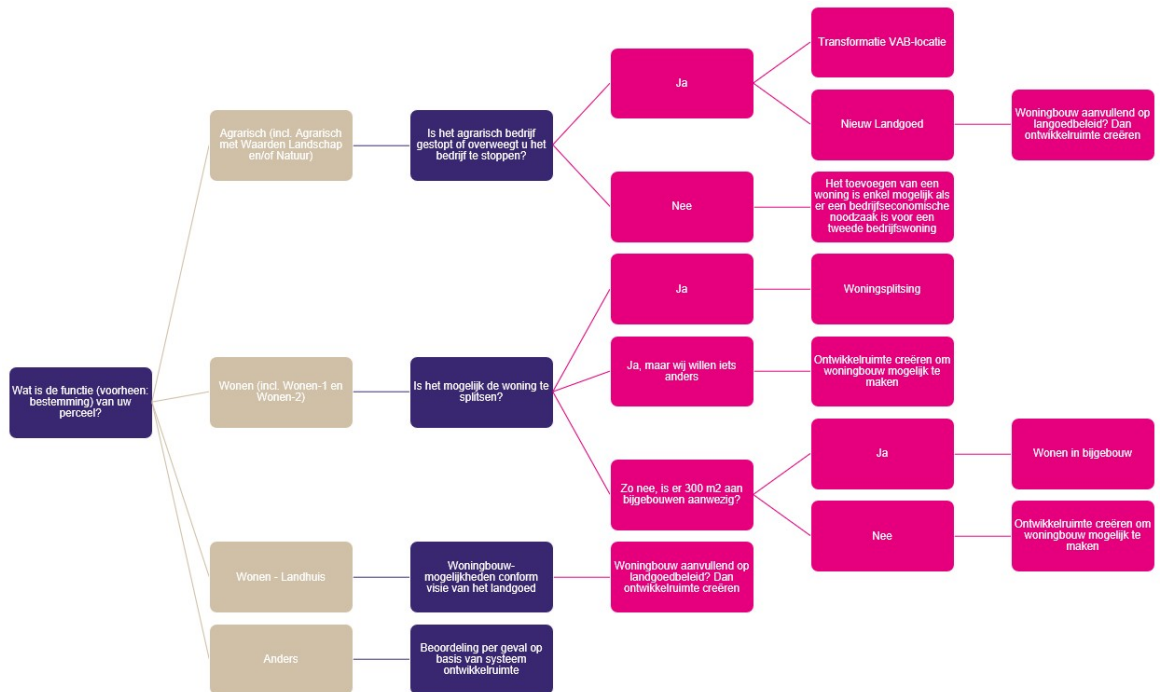 Transformatie VAB-locatie
Ja
Agrarisch (incl. Agrarisch
met Waarden Landschap
en/of Natuur)
Is het agrarisch bedrijf
gestopt of overweegt u het
bedrijf te stoppen?
Nieuw Landgoed
Woningbouw aanvullend op
langoedbeleid? Dan
ontwikkelruimte creëren
Nee
Het toevoegen van een
woning is enkel mogelijk als
er een bedrijfseconomische
noodzaak is voor een
tweede bedrijfswoning
Ja
Woningsplitsing
Wat is de functie (voorheen:
bestemming) van uw
perceel?
Wonen (incl. Wonen-1 en
Wonen-2)
Is het mogelijk de woning te
splitsen?
Ja, maar wij willen iets
anders
Ontwikkelruimte creëren om
woningbouw mogelijk te
maken
Zo nee, is er 300 m2 aan
bijgebouwen aanwezig?
Ja
Wonen in bijgebouw
Nee
Ontwikkelruimte creëren om
woningbouw mogelijk te
maken
Wonen - Landhuis
Woningbouw-
mogelijkheden conform
visie van het landgoed
Woningbouw aanvullend op
landgoedbeleid? Dan
ontwikkelruimte creëren
Anders
Beoordeling per geval op
basis van systeem
ontwikkelruimte